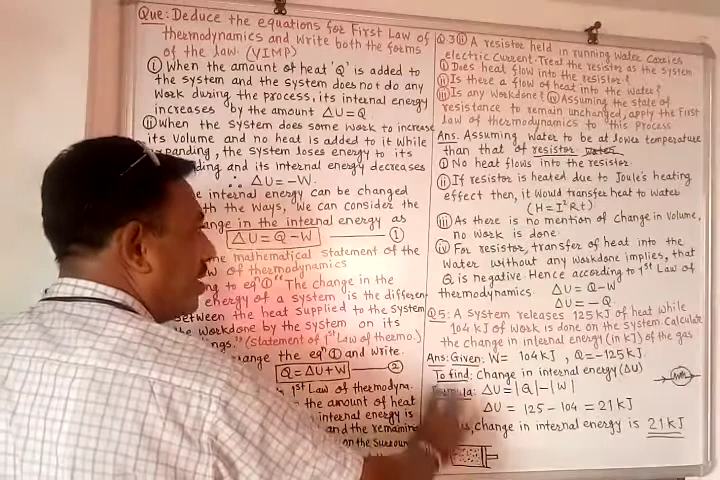 Que: Deduce the equations for First Law of
thermodynamics and write both the forms
of the law. (VIMP)
① When the amount of heat 'Q' is added to
the system and the system does not do any
work during the process, its internal energy
increases by the amount ΔU = Q
ⅱ When the system does some work to increase
its volume and no heat is added to it while
expanding, the system loses energy to its
ding and its internal energy decreases
∴ ΔU = -W.
e internal energy can be changed
th the ways, we can consider the
ange in the internal energy as
ΔU = Q - W ①
mathematical statement of the
w of thermodynamics
ng to eqⁿ ① "The change in the
energy of a system is the differen
between the heat supplied to the system
the workdone by the system on its
ngs." (Statement of 1st Law of thermo.)
ange the eqⁿ ① and write
Q = ΔU + W ②
1st Law of thermodyna.
the amount of heat
internal energy is
and the remaining
on the surroun
Q 3 ⅱ A resistor held in running water carries
electric current. Treat the resistor as the system
ⅰ Does heat flow into the resistor?
ⅱ Is there a flow of heat into the water?
ⅲ Is any workdone? ⅳ Assuming the state of
resistance to remain unchanged, apply the First
law of thermodynamics to this process
Ans. Assuming water to be at lower temperature
than that of resistor
ⅰ No heat flows into the resistor.
ⅱ If resistor is heated due to Joule's heating
effect then, it would transfer heat to water
(H = I²Rt)
ⅲ As there is no mention of change in volume,
no work is done.
ⅳ For resistor, transfer of heat into the
water without any workdone implies, that
Q is negative. Hence according to 1st Law of
thermodynamics. ΔU = Q - W
ΔU = - Q.
Q5: A system releases 125 kJ of heat while
104 kJ of work is done on the system. Calculate
the change in internal energy (in kJ) of the gas
Ans: Given: W = 104 kJ, Q = -125 kJ.
To find: Change in internal energy (ΔU)
Formula: ΔU = |Q| - |W|
ΔU = 125 - 104 = 21 kJ
s, change in internal energy is 21 kJ